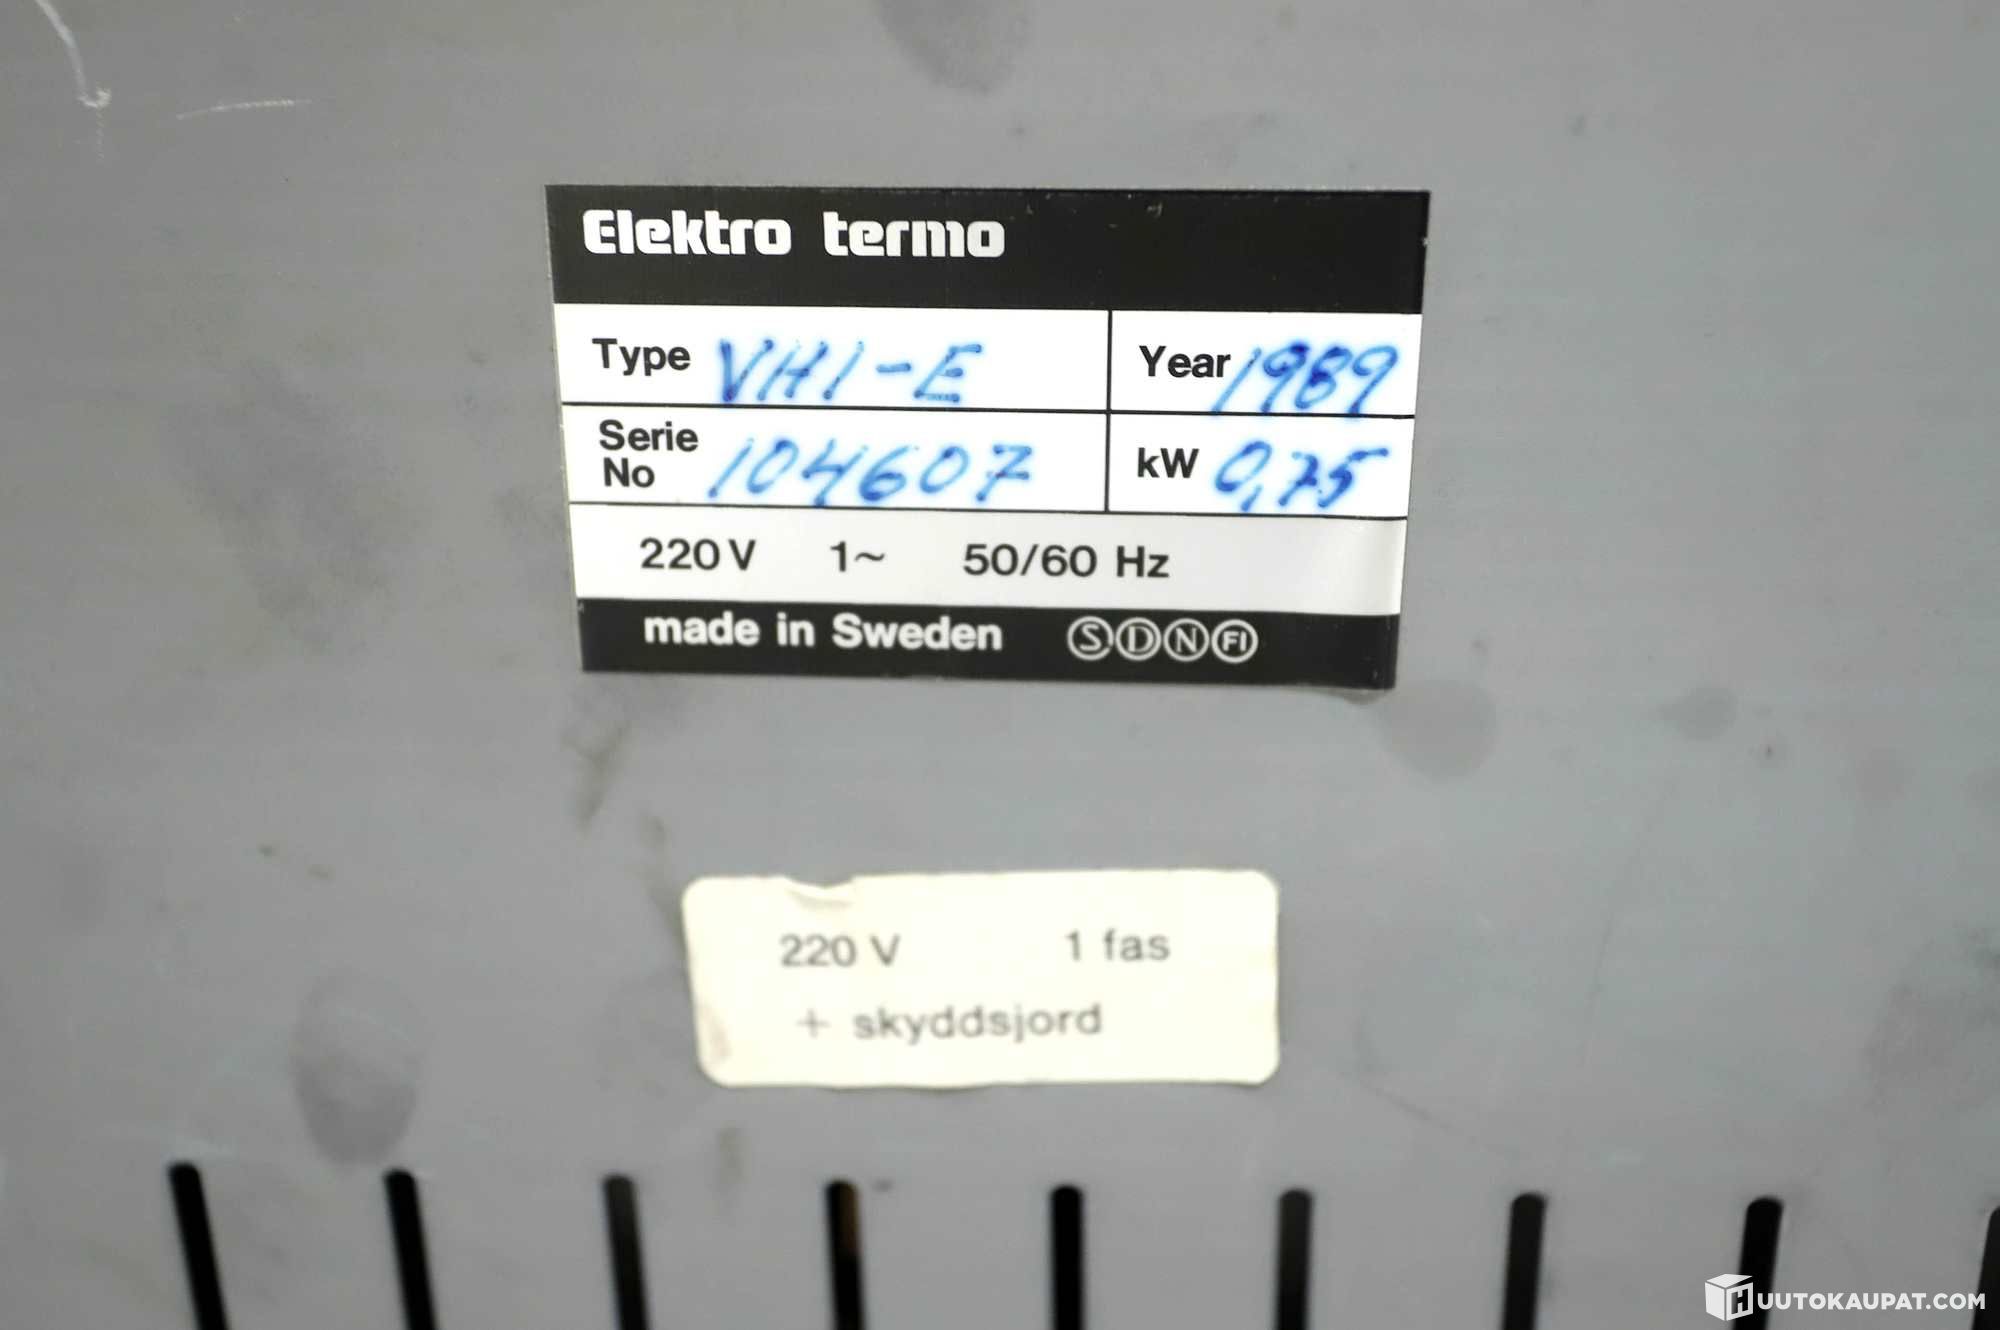 Elektro termo
Type VH1-E Year 1989
Serie No 104607 kW 0,75
220 V 1~ 50/60 Hz
made in Sweden S D N FI
220 V 1 fas
+ skyddsjord
HUUTOKAUPAT.COM